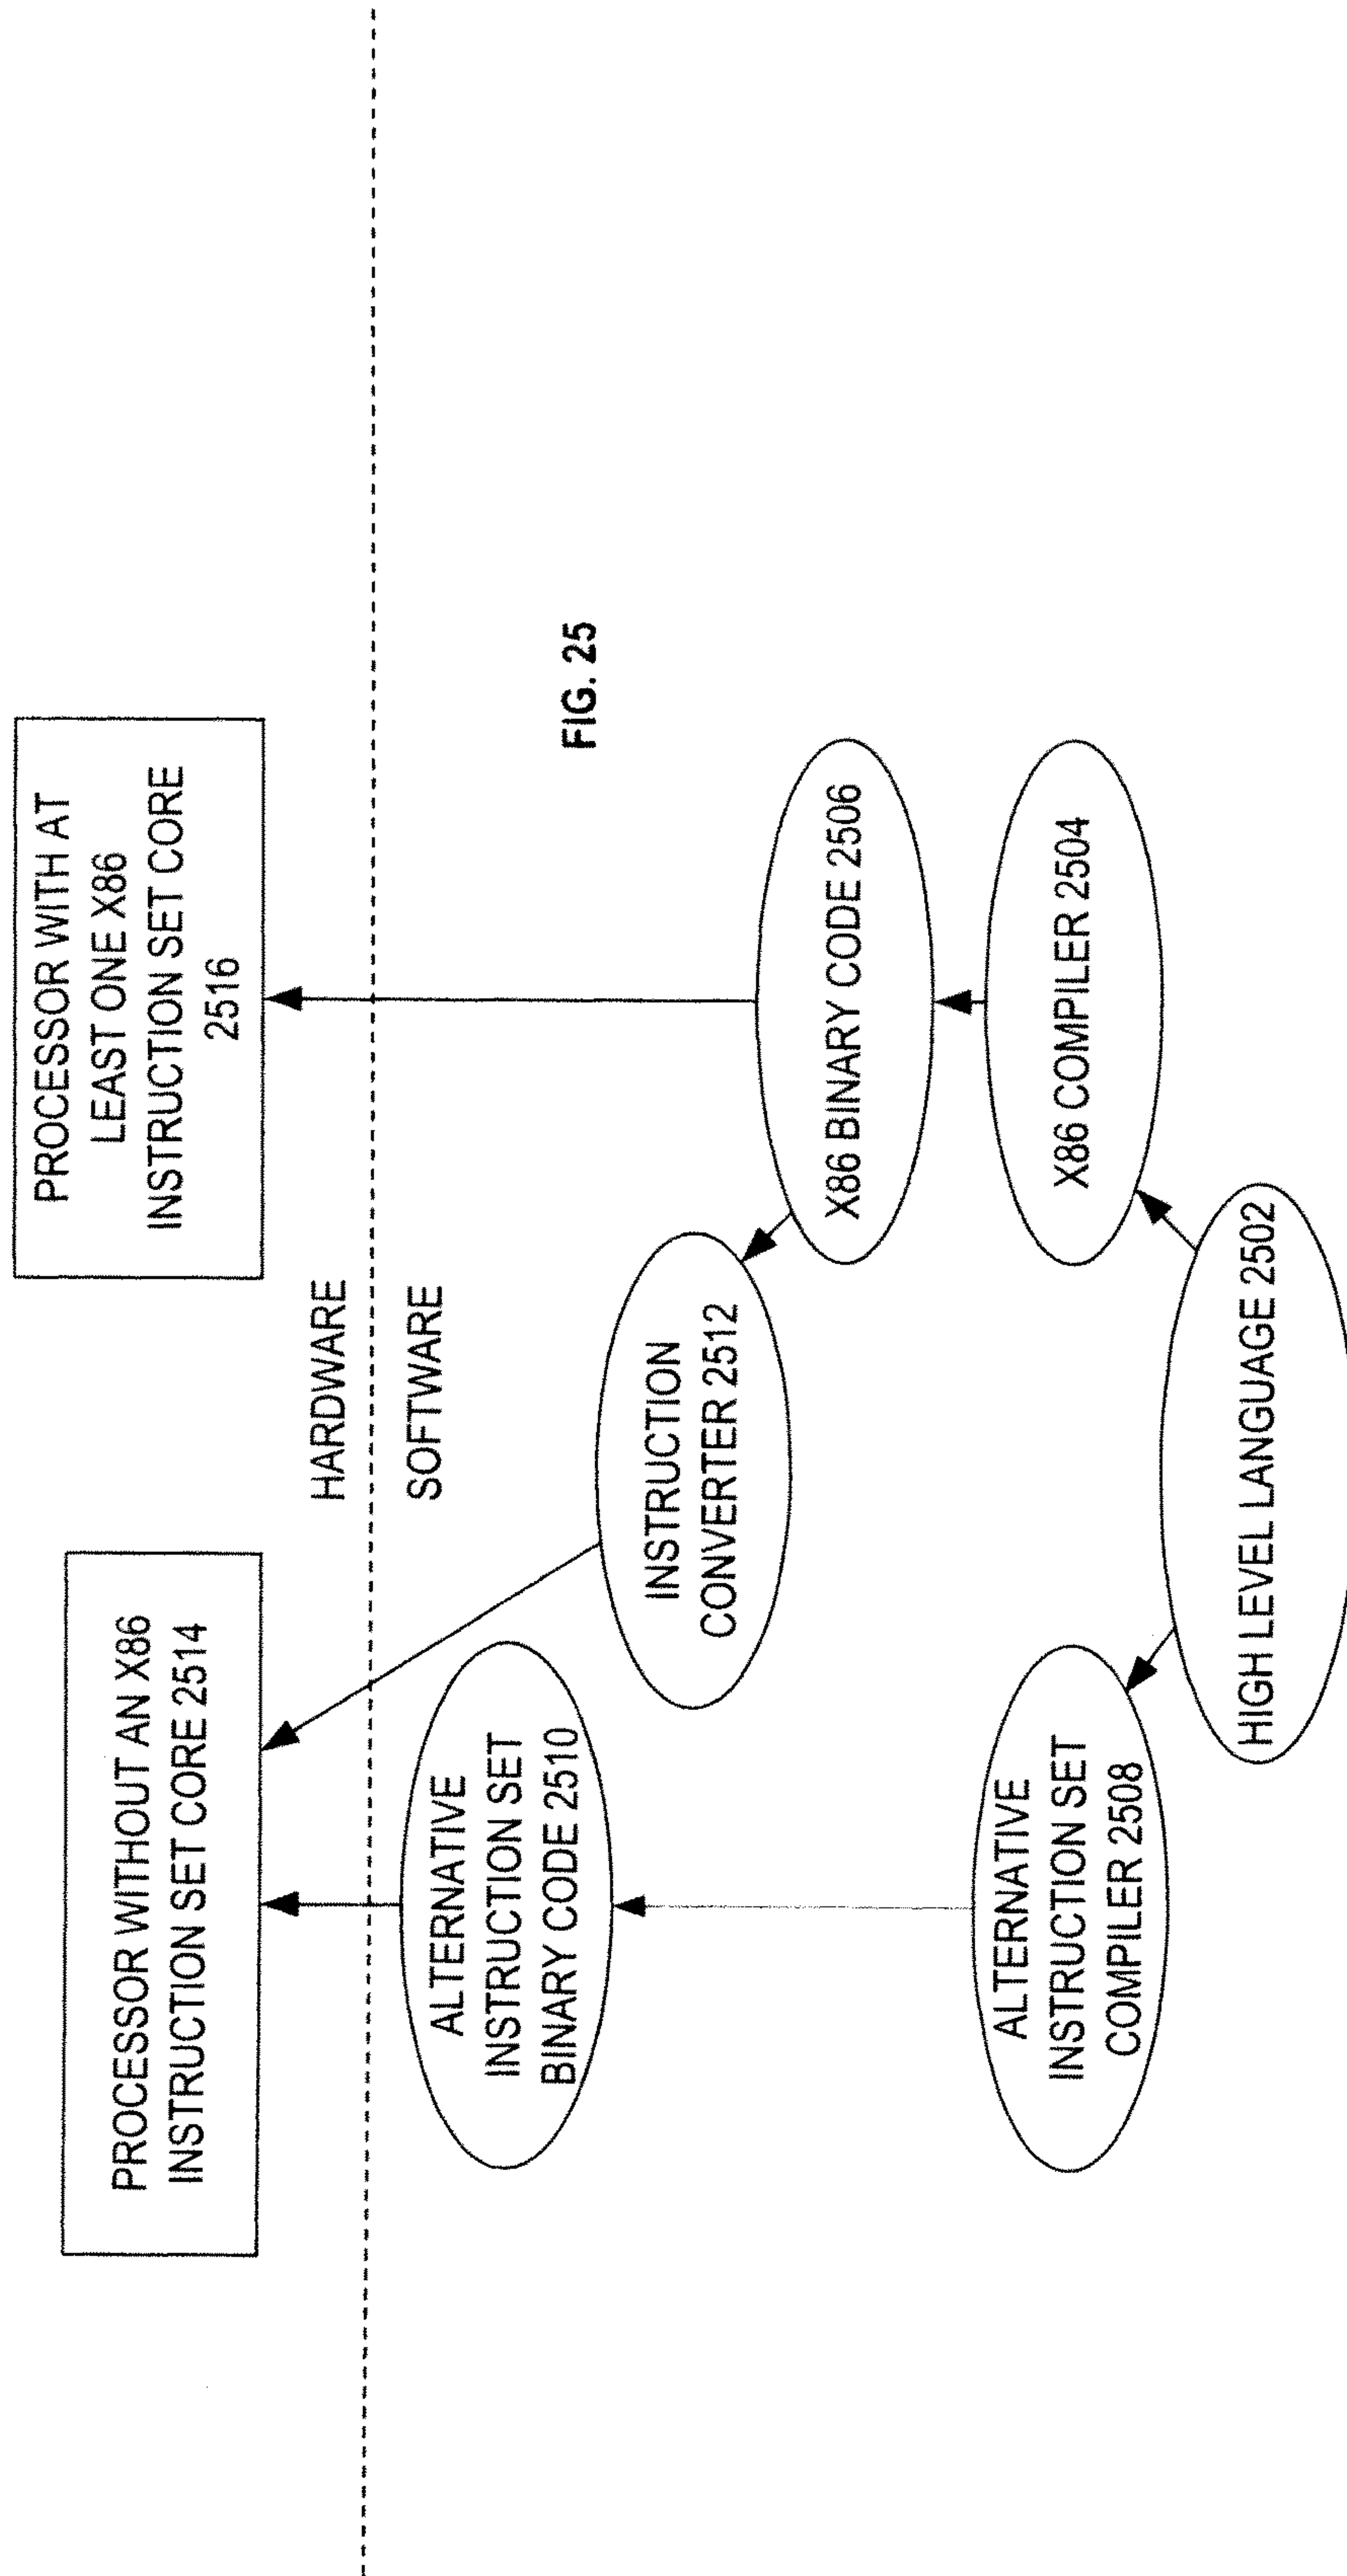 PROCESSOR WITHOUT AN X86
INSTRUCTION SET CORE 2514
PROCESSOR WITH AT
LEAST ONE X86
INSTRUCTION SET CORE
2516
HARDWARE
SOFTWARE
ALTERNATIVE
INSTRUCTION SET
BINARY CODE 2510
INSTRUCTION
CONVERTER 2512
FIG. 25
X86 BINARY CODE 2506
ALTERNATIVE
INSTRUCTION SET
COMPILER 2508
X86 COMPILER 2504
HIGH LEVEL LANGUAGE 2502